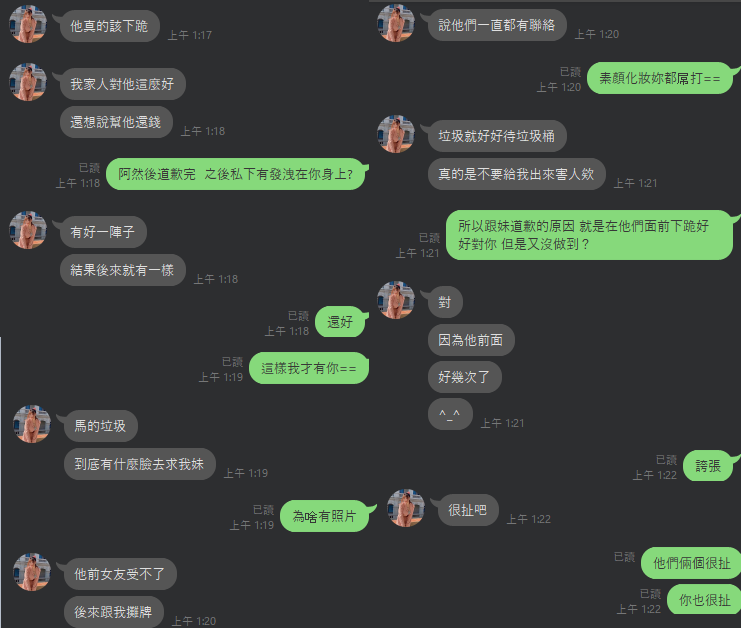 他真的該下跪
上午 1:17
我家人對他這麼好
還想說幫他還錢
上午 1:18
已讀
上午 1:18
阿然後道歉完 之後私下有發洩在你身上?
有好一陣子
結果後來就有一樣
上午 1:18
已讀
上午 1:18
還好
已讀
上午 1:19
這樣我才有你==
馬的垃圾
到底有什麼臉去求我妹
上午 1:19
已讀
上午 1:19
為啥有照片
他前女友受不了
後來跟我攤牌
上午 1:20
說他們一直都有聯絡
上午 1:20
已讀
上午 1:20
素顏化妝妳都屌打==
垃圾就好好待垃圾桶
真的是不要給我出來害人欸
上午 1:21
已讀
上午 1:21
所以跟妹道歉的原因 就是在他們面前下跪好
好對你 但是又沒做到？
對
因為他前面
好幾次了
^_^
上午 1:21
已讀
上午 1:22
誇張
很扯吧
上午 1:22
已讀
他們倆個很扯
已讀
上午 1:22
你也很扯